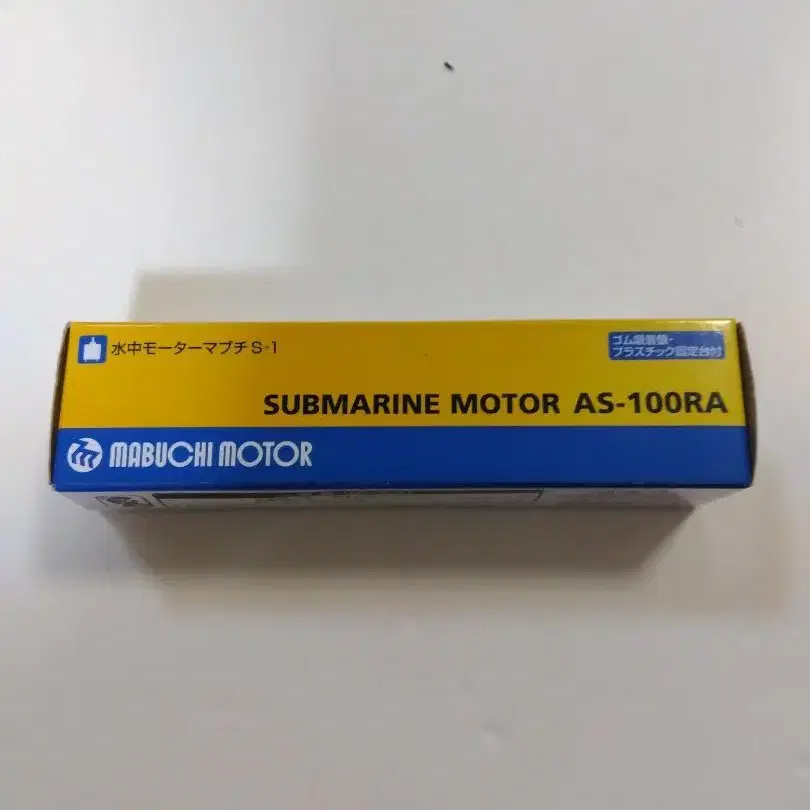 水中モーターマブチ S-1
ゴム吸着盤・
プラスチック固定台付
SUBMARINE MOTOR AS-100RA
MABUCHI MOTOR